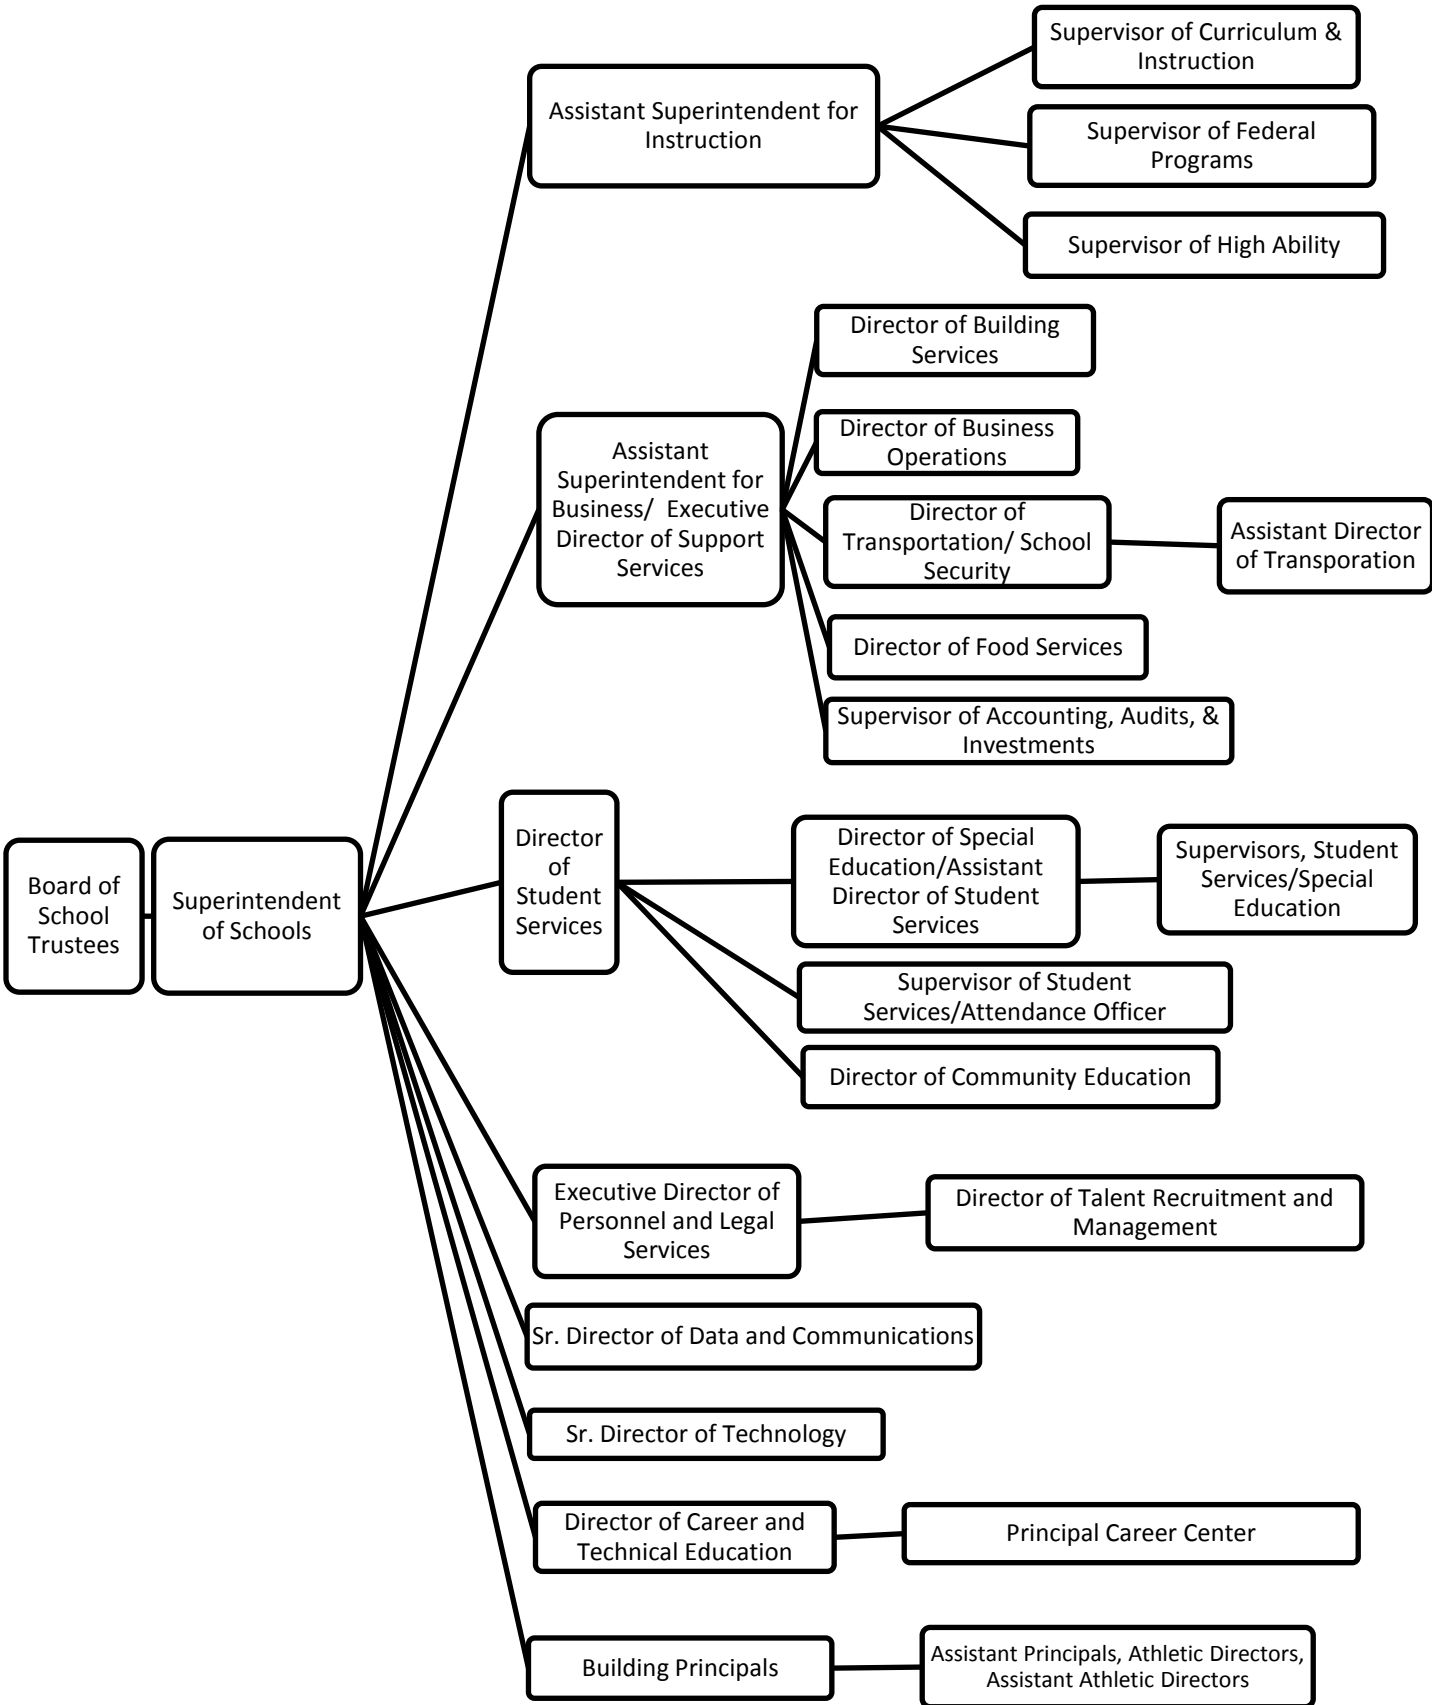 Supervisor of Curriculum &
Instruction
Assistant Superintendent for
Instruction
Supervisor of Federal
Programs
Supervisor of High Ability
Director of Building
Services
Director of Business
Operations
Assistant
Superintendent for
Business/  Executive
Director of Support
Services
Director of
Transportation/ School
Security
Assistant Director
of Transporation
Director of Food Services
Supervisor of Accounting, Audits, &
Investments
Board of
School
Trustees
Superintendent
of Schools
Director
of
Student
Services
Director of Special
Education/Assistant
Director of Student
Services
Supervisors, Student
Services/Special
Education
Supervisor of Student
Services/Attendance Officer
Director of Community Education
Executive Director of
Personnel and Legal
Services
Director of Talent Recruitment and
Management
Sr. Director of Data and Communications
Sr. Director of Technology
Director of Career and
Technical Education
Principal Career Center
Building Principals
Assistant Principals, Athletic Directors,
Assistant Athletic Directors